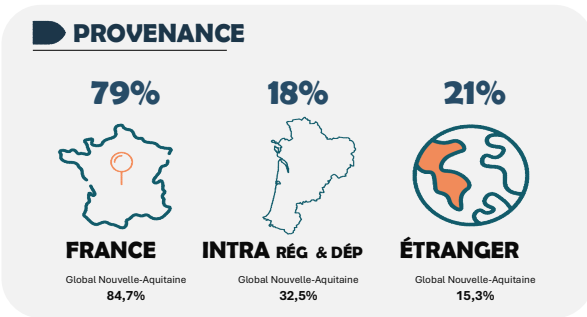 PROVENANCE
79% 18% 21%
FRANCE INTRA RÉG & DÉP ÉTRANGER
Global Nouvelle-Aquitaine Global Nouvelle-Aquitaine Global Nouvelle-Aquitaine
84,7% 32,5% 15,3%